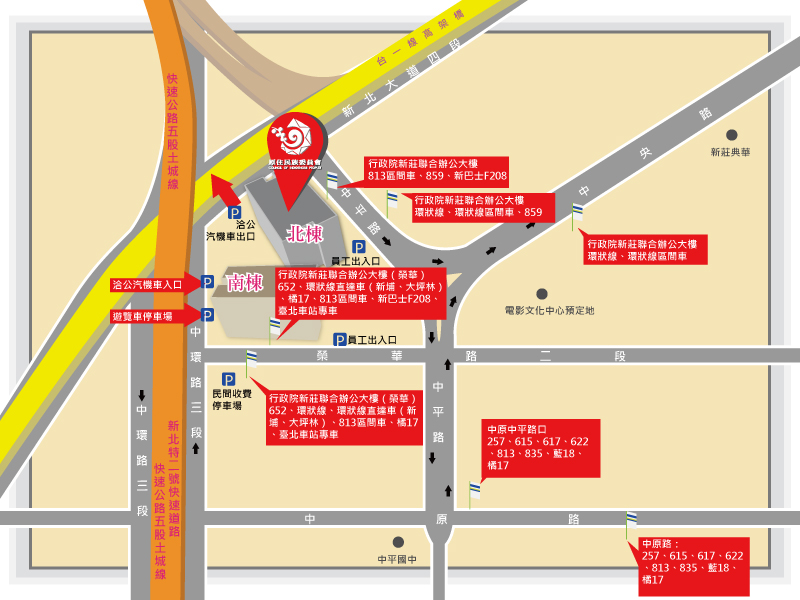 台一線高架橋
新北大道四段
快速公路五股土城線
中央路
新莊典華
原住民族委員會
COUNCIL OF INDIGENOUS PEOPLES
行政院新莊聯合辦公大樓
813區間車、859、新巴士F208
中平路
行政院新莊聯合辦公大樓
環狀線、環狀線區間車、859
洽公
汽機車出口
北棟
行政院新莊聯合辦公大樓
環狀線、環狀線區間車
員工出入口
南棟
行政院新莊聯合辦公大樓（榮華）
652、環狀線直達車（新埔、大坪林）
、橘17、813區間車、新巴士F208、
臺北車站專車
洽公汽機車入口
遊覽車停車場
電影文化中心預定地
員工出入口
中環路三段
榮華路二段
民間收費
停車場
行政院新莊聯合辦公大樓（榮華）
652、環狀線、環狀線直達車（新
埔、大坪林）、813區間車、橘17
、臺北車站專車
中平路
中環路三段
新北特二號快速道路
快速公路五股土城線
中原中平路口
257、615、617、622
、813、835、藍18、
橘17
中原路
中平國中
中原路：
257、615、617、622
、813、835、藍18、
橘17